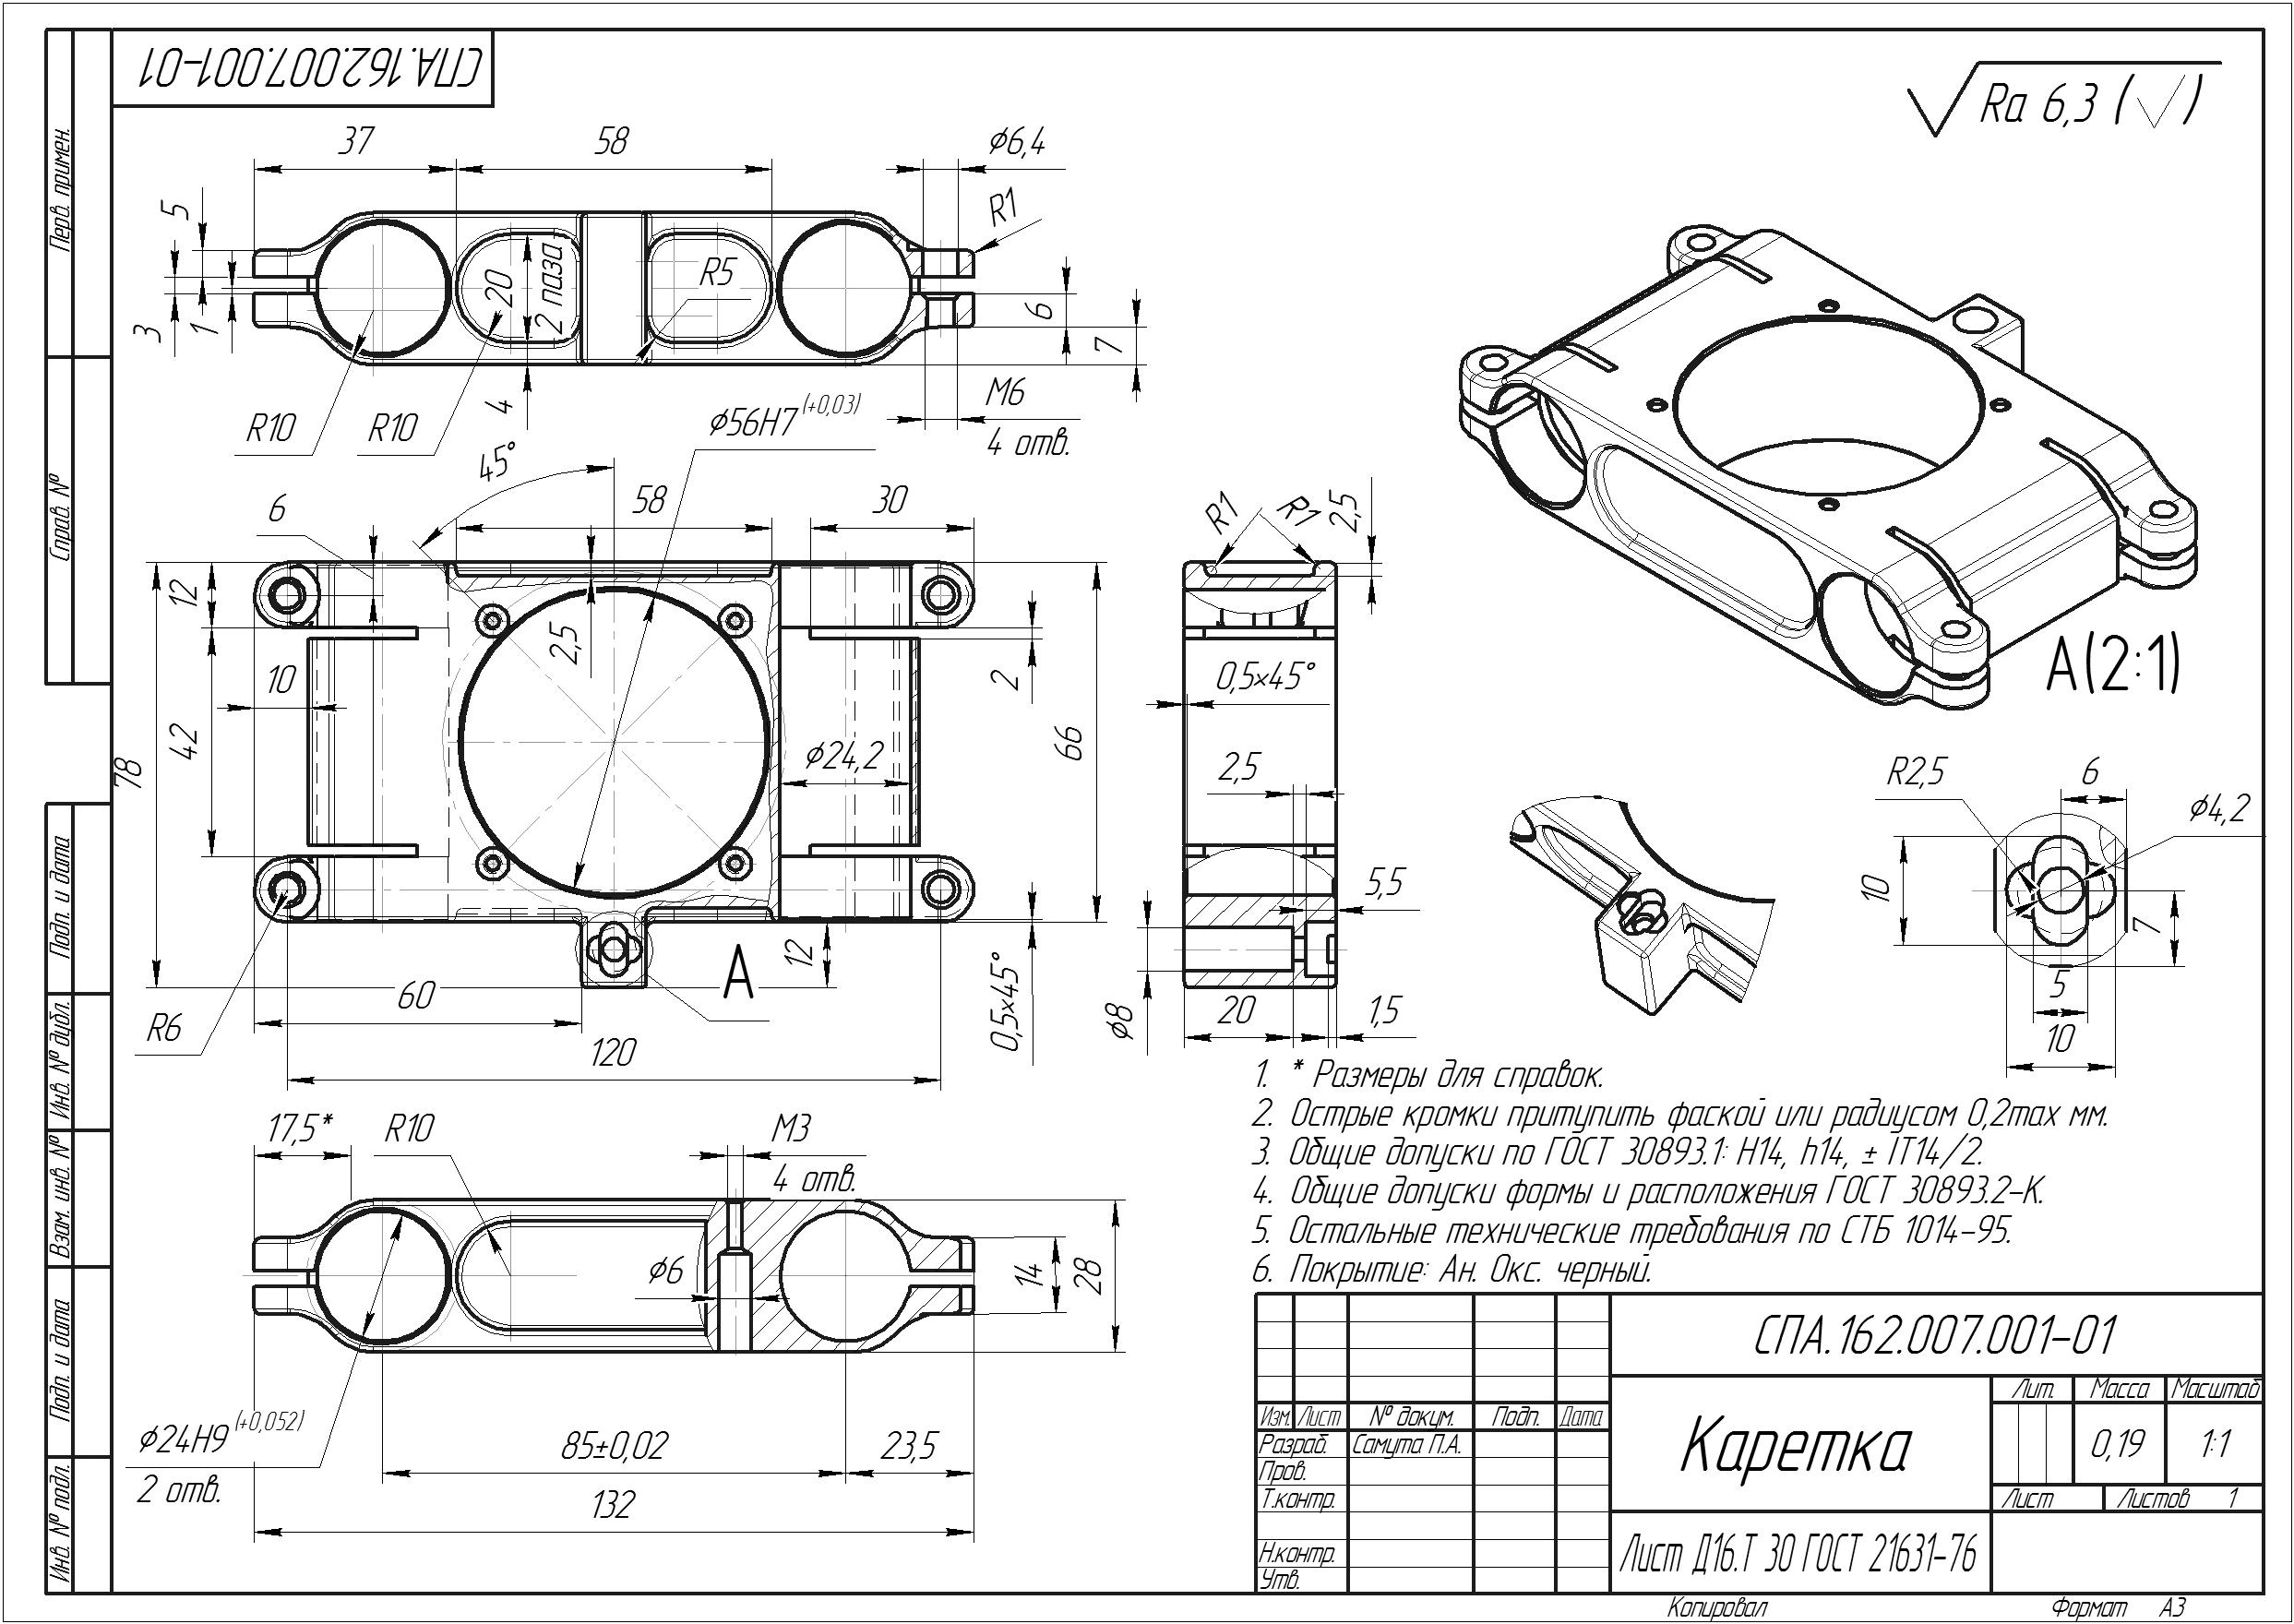 СПА.162.007.001-01
Ra 6,3 (√)
Перв. примен.
Справ. №
Подп. и дата
Инв. № дубл.
Взам. инв. №
Подп. и дата
Инв. № подл.
37
58
⌀6,4
R1
5
3
1
20
2 паза
R5
6
7
R10
R10
4
⌀56H7(+0,03)
M6
4 отв.
45°
6
58
30
12
2,5
2
10
42
78
⌀24,2
66
R6
60
A
12
0,5×45°
120
R1
R1
2,5
0,5×45°
2,5
5,5
⌀8
20
1,5
A(2:1)
R2,5
6
⌀4,2
10
7
5
10
17,5*
R10
M3
4 отв.
⌀6
14
28
⌀24H9(+0,052)
2 отв.
85±0,02
23,5
132
1. * Размеры для справок.
2. Острые кромки притупить фаской или радиусом 0,2max мм.
3. Общие допуски по ГОСТ 30893.1: H14, h14, ± IT14/2.
4. Общие допуски формы и расположения ГОСТ 30893.2-К.
5. Остальные технические требования по СТБ 1014-95.
6. Покрытие: Ан. Окс. черный.
СПА.162.007.001-01
Изм. Лист № докум. Подп. Дата
Разраб. Самута П.А.
Пров.
Т.контр.
Н.контр.
Утв.
Каретка
Лит. Масса Масштаб
0,19 1:1
Лист Листов 1
Лист Д16.Т 30 ГОСТ 21631-76
Копировал Формат А3